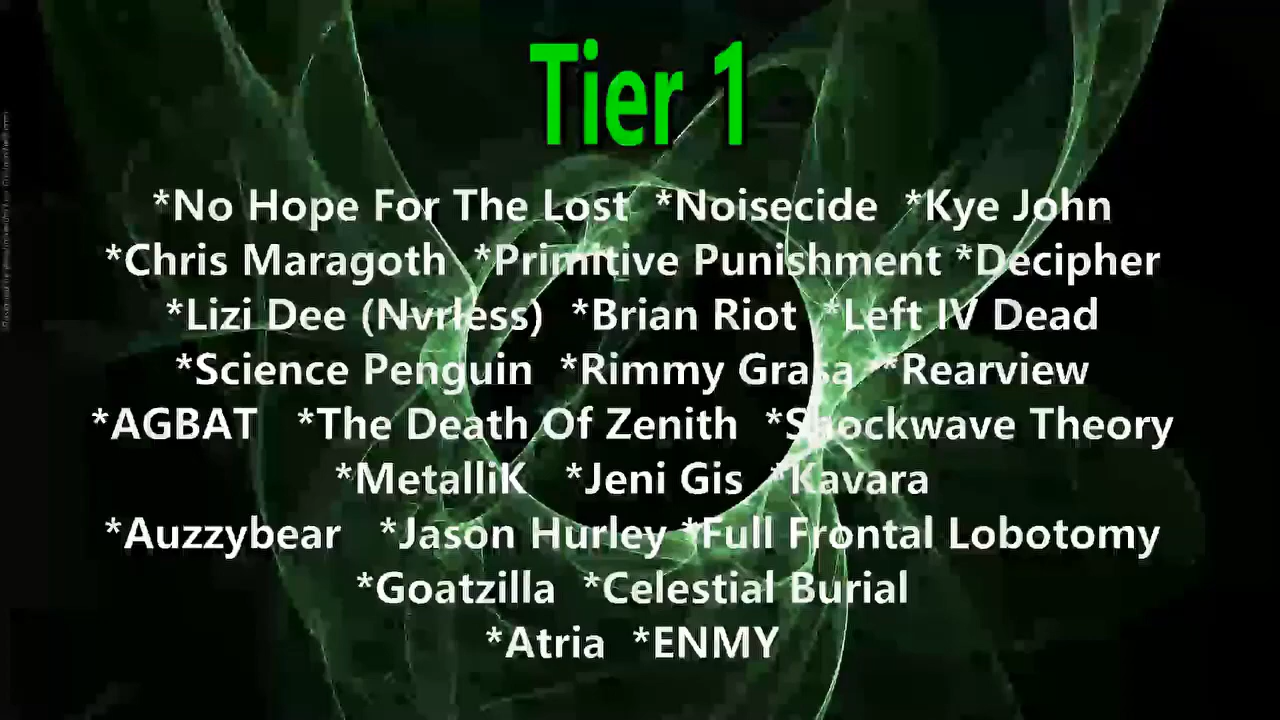 Tier 1
*No Hope For The Lost *Noisecide *Kye John
*Chris Maragoth *Primitive Punishment *Decipher
*Lizi Dee (Nvrless) *Brian Riot *Left IV Dead
*Science Penguin *Rimmy Grasa *Rearview
*AGBAT *The Death Of Zenith *Shockwave Theory
*MetalliK *Jeni Gis *Kavara
*Auzzybear *Jason Hurley *Full Frontal Lobotomy
*Goatzilla *Celestial Burial
*Atria *ENMY